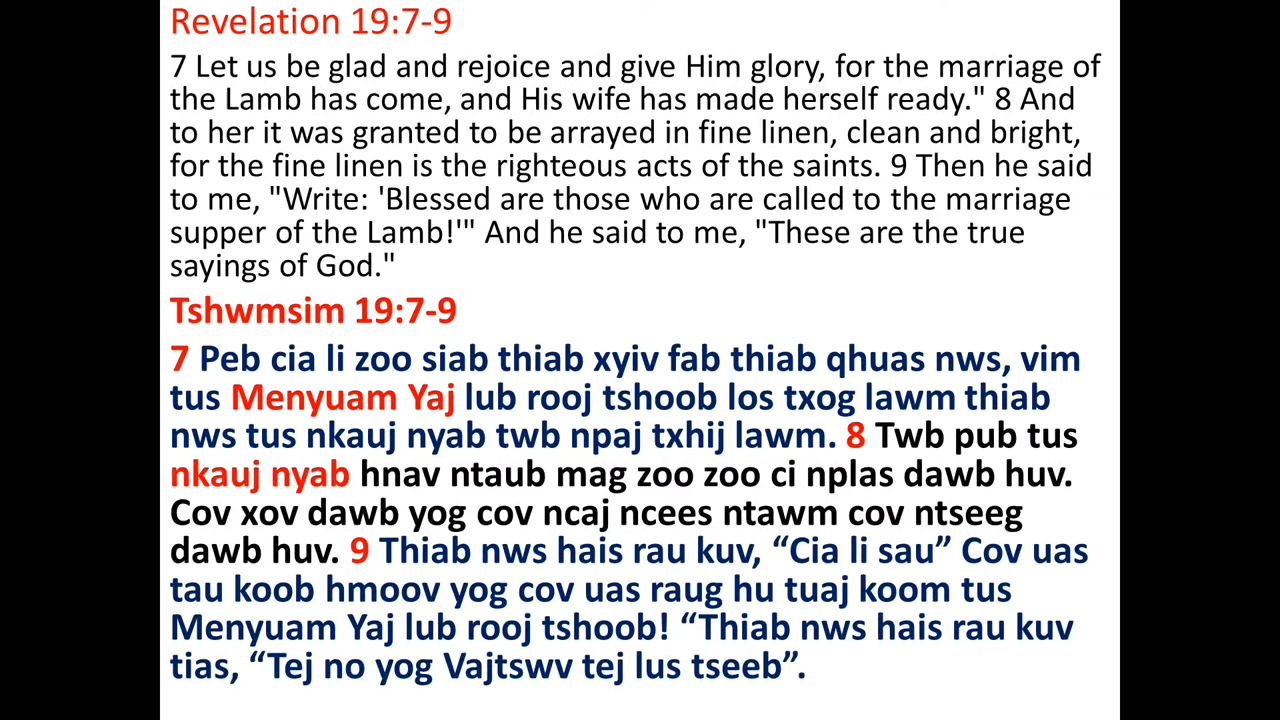 Revelation 19:7-9
7 Let us be glad and rejoice and give Him glory, for the marriage of
the Lamb has come, and His wife has made herself ready." 8 And
to her it was granted to be arrayed in fine linen, clean and bright,
for the fine linen is the righteous acts of the saints. 9 Then he said
to me, "Write: 'Blessed are those who are called to the marriage
supper of the Lamb!'" And he said to me, "These are the true
sayings of God."
Tshwmsim 19:7-9
7 Peb cia li zoo siab thiab xyiv fab thiab qhuas nws, vim
tus Menyuam Yaj lub rooj tshoob los txog lawm thiab
nws tus nkauj nyab twb npaj txhij lawm. 8 Twb pub tus
nkauj nyab hnav ntaub mag zoo zoo ci nplas dawb huv.
Cov xov dawb yog cov ncaj ncees ntawm cov ntseeg
dawb huv. 9 Thiab nws hais rau kuv, “Cia li sau” Cov uas
tau koob hmoov yog cov uas raug hu tuaj koom tus
Menyuam Yaj lub rooj tshoob! “Thiab nws hais rau kuv
tias, “Tej no yog Vajtswv tej lus tseeb”.